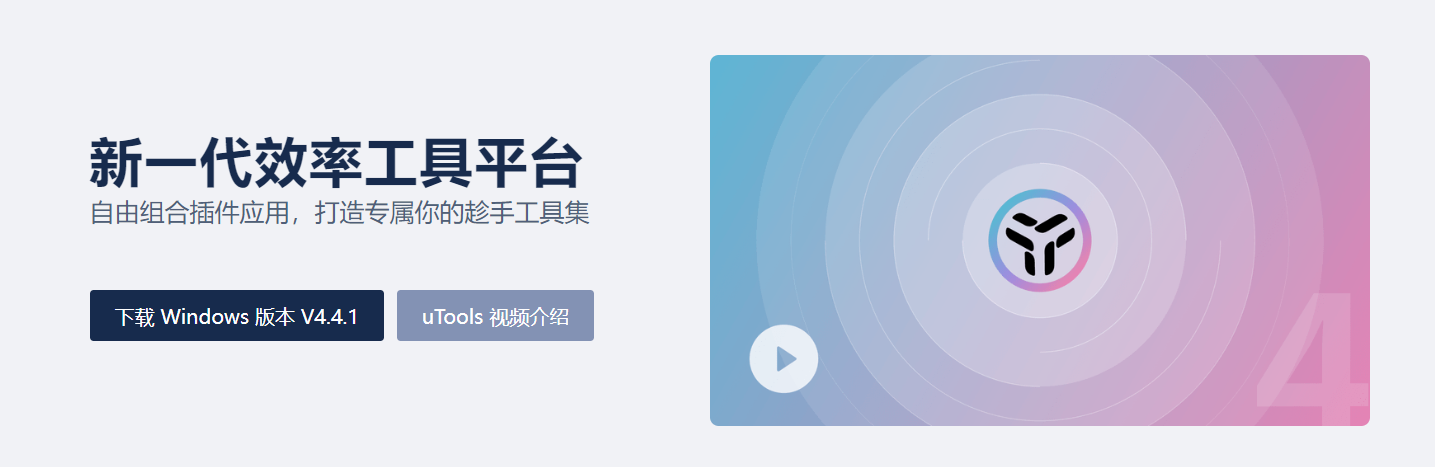 新一代效率工具平台
自由组合插件应用，打造专属你的趁手工具集
下载 Windows 版本 V4.4.1
uTools 视频介绍
4